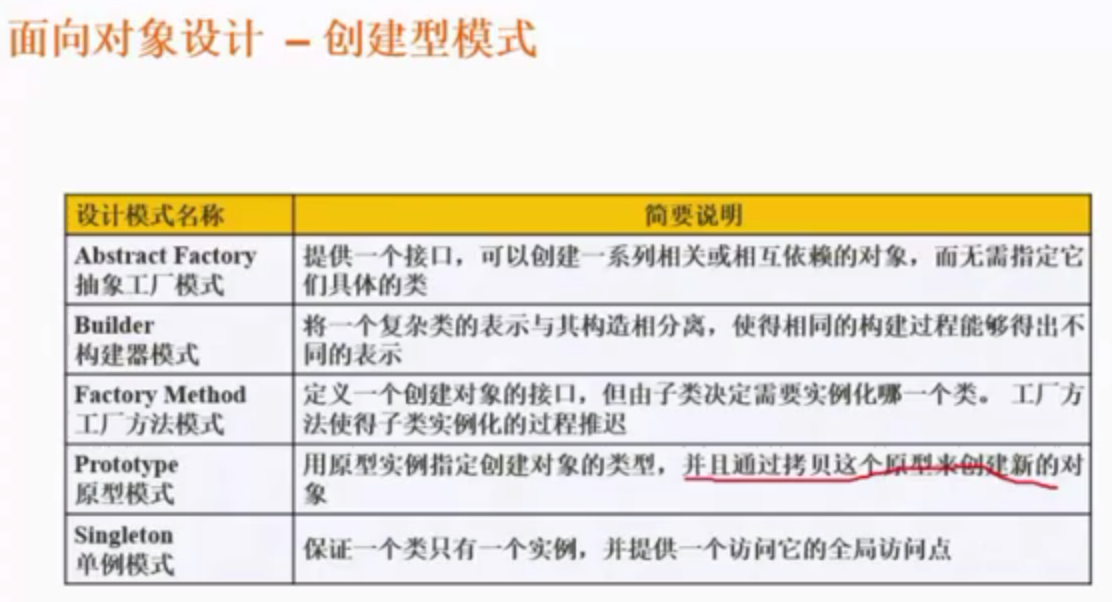 面向对象设计 – 创建型模式
设计模式名称
简要说明
Abstract Factory
抽象工厂模式
提供一个接口，可以创建一系列相关或相互依赖的对象，而无需指定它
们具体的类
Builder
构建器模式
将一个复杂类的表示与其构造相分离，使得相同的构建过程能够得出不
同的表示
Factory Method
工厂方法模式
定义一个创建对象的接口，但由子类决定需要实例化哪一个类。 工厂方
法使得子类实例化的过程推迟
Prototype
原型模式
用原型实例指定创建对象的类型，并且通过拷贝这个原型来创建新的对
象
Singleton
单例模式
保证一个类只有一个实例，并提供一个访问它的全局访问点